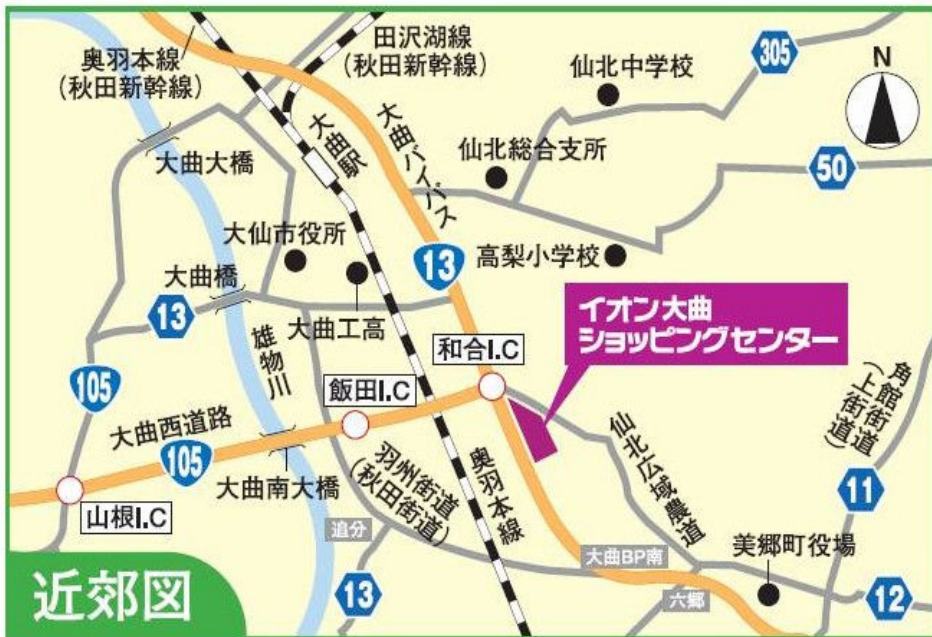 奥羽本線
(秋田新幹線)
田沢湖線
(秋田新幹線)
仙北中学校
305
N
大曲大橋
大曲駅
大曲バイパス
仙北総合支所
50
大仙市役所
13
高梨小学校
大曲橋
13
大曲工高
イオン大曲
ショッピングセンター
雄物川
和合I.C
105
飯田I.C
角館街道
(上街道)
大曲西道路
105
大曲南大橋
羽州街道
(秋田街道)
奥羽本線
仙北広域農道
11
山根I.C
追分
大曲BP南
美郷町役場
13
六郷
12
近郊図